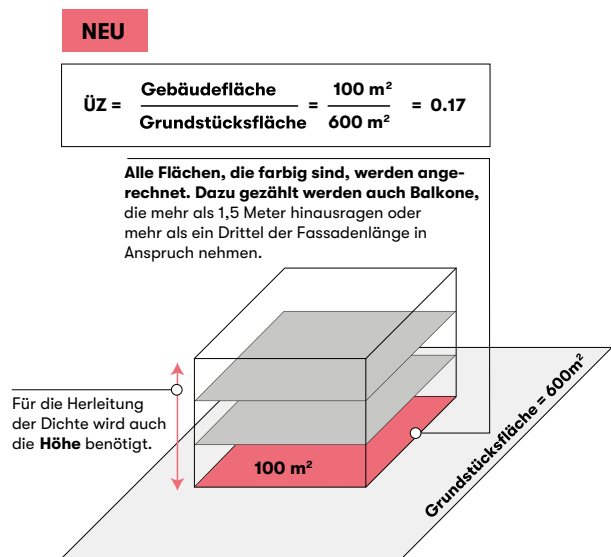 NEU
ÜZ = Gebäudefläche / Grundstücksfläche = 100 m² / 600 m² = 0.17
Alle Flächen, die farbig sind, werden ange-
rechnet. Dazu gezählt werden auch Balkone,
die mehr als 1,5 Meter hinausragen oder
mehr als ein Drittel der Fassadenlänge in
Anspruch nehmen.
Für die Herleitung
der Dichte wird auch
die Höhe benötigt.
100 m²
Grundstücksfläche = 600m²